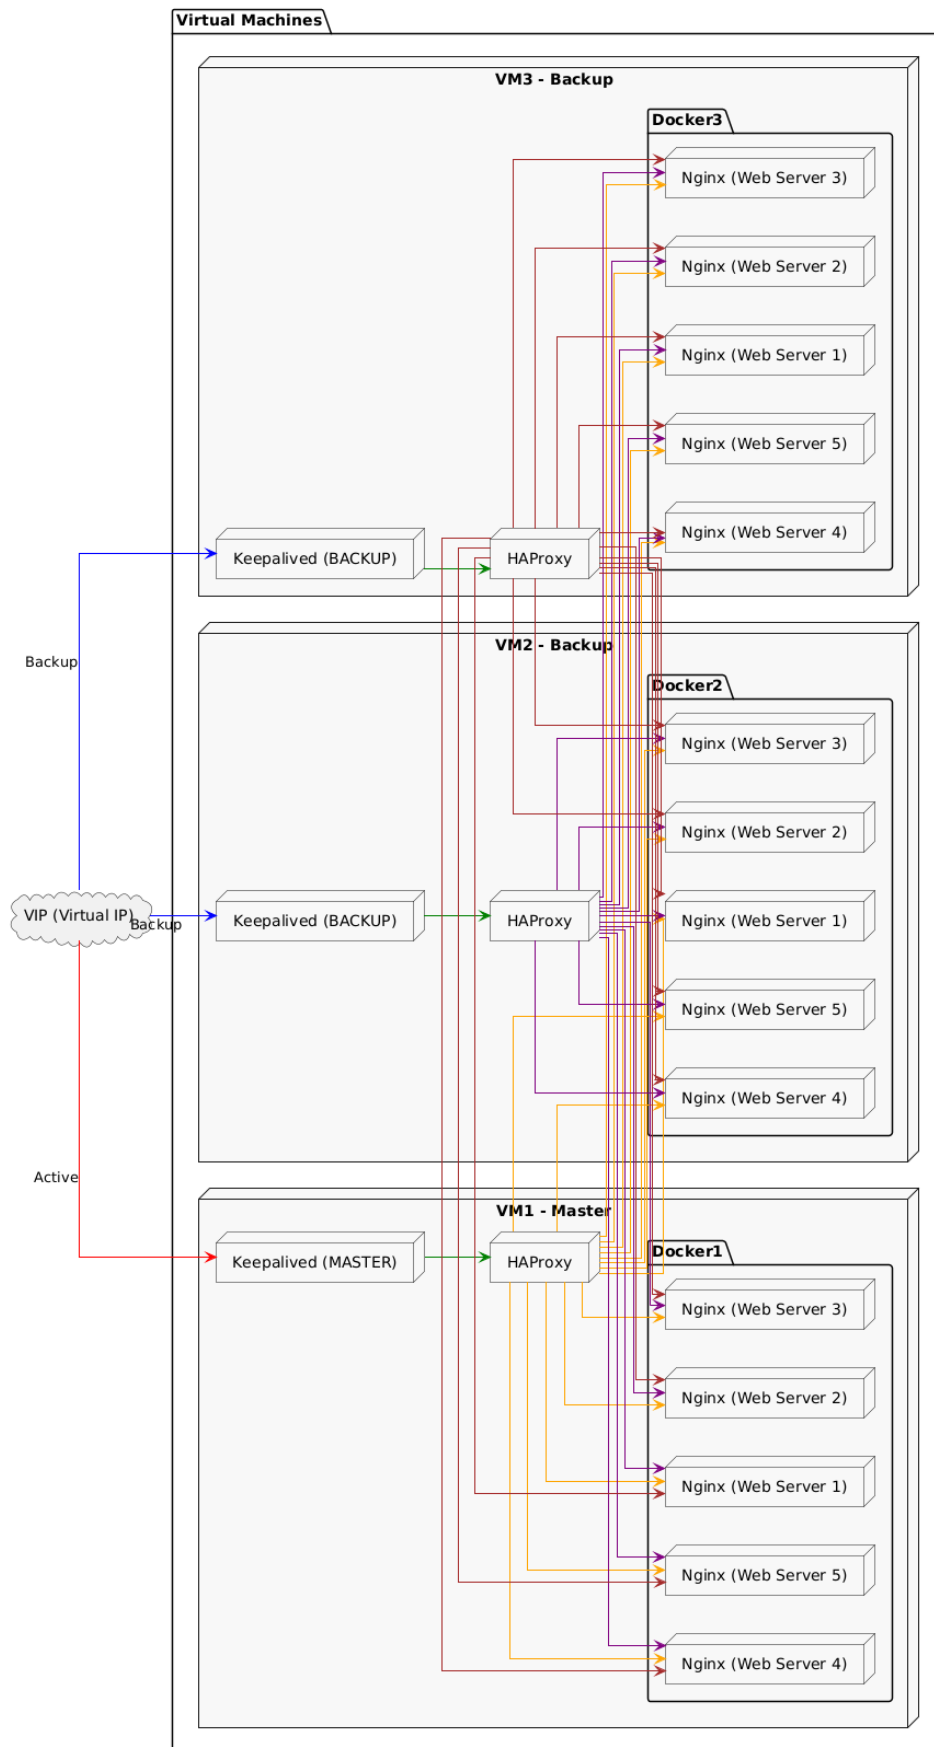 Virtual Machines
VM3 - Backup
Docker3
Nginx (Web Server 3)
Nginx (Web Server 2)
Nginx (Web Server 1)
Nginx (Web Server 5)
Nginx (Web Server 4)
Keepalived (BACKUP)
HAProxy
Backup
VM2 - Backup
Docker2
Nginx (Web Server 3)
Nginx (Web Server 2)
Nginx (Web Server 1)
Nginx (Web Server 5)
Nginx (Web Server 4)
VIP (Virtual IP)
Backup
Keepalived (BACKUP)
HAProxy
Active
VM1 - Master
Keepalived (MASTER)
HAProxy
Docker1
Nginx (Web Server 3)
Nginx (Web Server 2)
Nginx (Web Server 1)
Nginx (Web Server 5)
Nginx (Web Server 4)